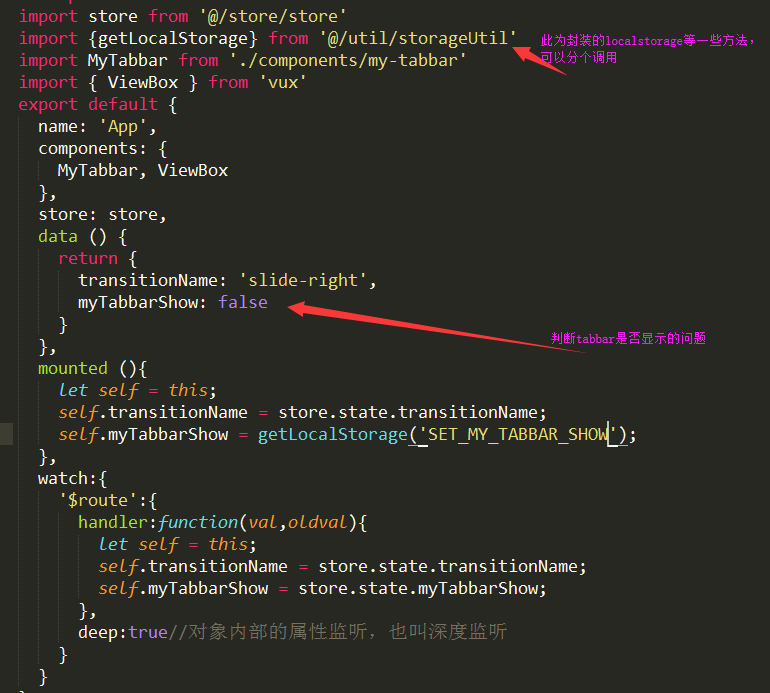 import store from '@/store/store'
import {getLocalStorage} from '@/util/storageUtil'
此为封装的localstorage等一些方法，
可以分个调用
import MyTabbar from './components/my-tabbar'
import { ViewBox } from 'vux'
export default {
name: 'App',
components: {
MyTabbar, ViewBox
},
store: store,
data () {
return {
transitionName: 'slide-right',
myTabbarShow: false
}
判断tabbar是否显示的问题
},
mounted (){
let self = this;
self.transitionName = store.state.transitionName;
self.myTabbarShow = getLocalStorage('SET_MY_TABBAR_SHOW');
},
watch:{
'$route':{
handler:function(val,oldval){
let self = this;
self.transitionName = store.state.transitionName;
self.myTabbarShow = store.state.myTabbarShow;
},
deep:true//对象内部的属性监听，也叫深度监听
}
}